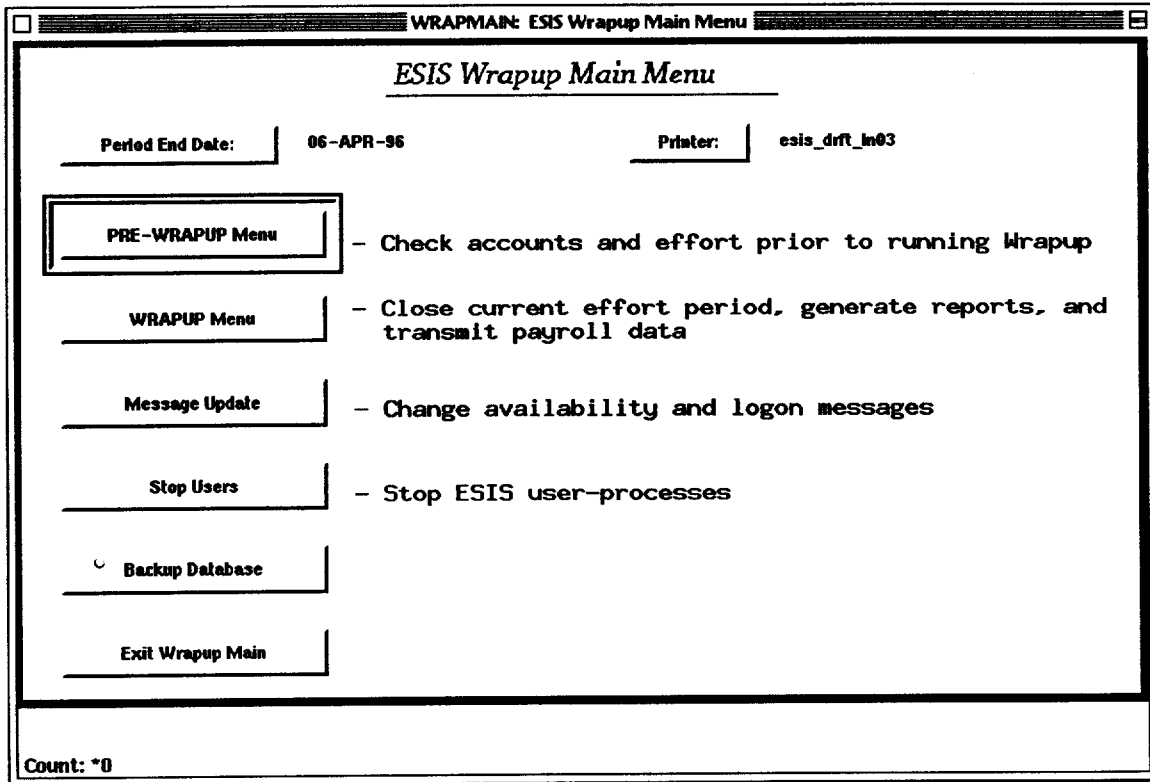 WRAPMAIN: ESIS Wrapup Main Menu
ESIS Wrapup Main Menu
Period End Date: 06-APR-96 Printer: esis_drft_ln03
PRE-WRAPUP Menu - Check accounts and effort prior to running Wrapup
WRAPUP Menu - Close current effort period, generate reports, and
transmit payroll data
Message Update - Change availability and logon messages
Stop Users - Stop ESIS user-processes
Backup Database
Exit Wrapup Main
Count: *0